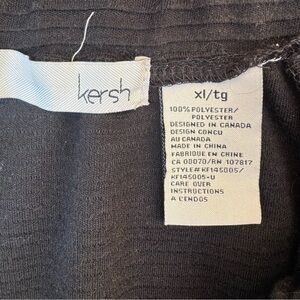 kersh
xl/tg
100% POLYESTER/
POLYESTER
DESIGNED IN CANADA
DESIGN CONCU
AU CANADA
MADE IN CHINA
FABRIQUE EN CHINE
CA 00070/RN 107817
STYLE#KF145005/
KF145005-U
CARE OVER
INSTRUCTIONS
A L'ENDOS